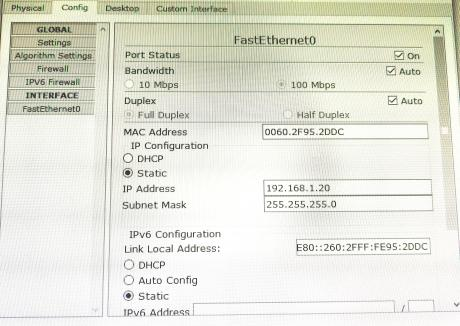 Physical Config Desktop Custom Interface
GLOBAL
Settings
Algorithm Settings
Firewall
IPV6 Firewall
INTERFACE
FastEthernet0
FastEthernet0
Port Status On
Bandwidth Auto
10 Mbps 100 Mbps
Duplex Auto
Full Duplex Half Duplex
MAC Address 0060.2F95.2DDC
IP Configuration
DHCP
Static
IP Address 192.168.1.20
Subnet Mask 255.255.255.0
IPv6 Configuration
Link Local Address: E80::260:2FFF:FE95:2DDC
DHCP
Auto Config
Static
IPv6 Address /